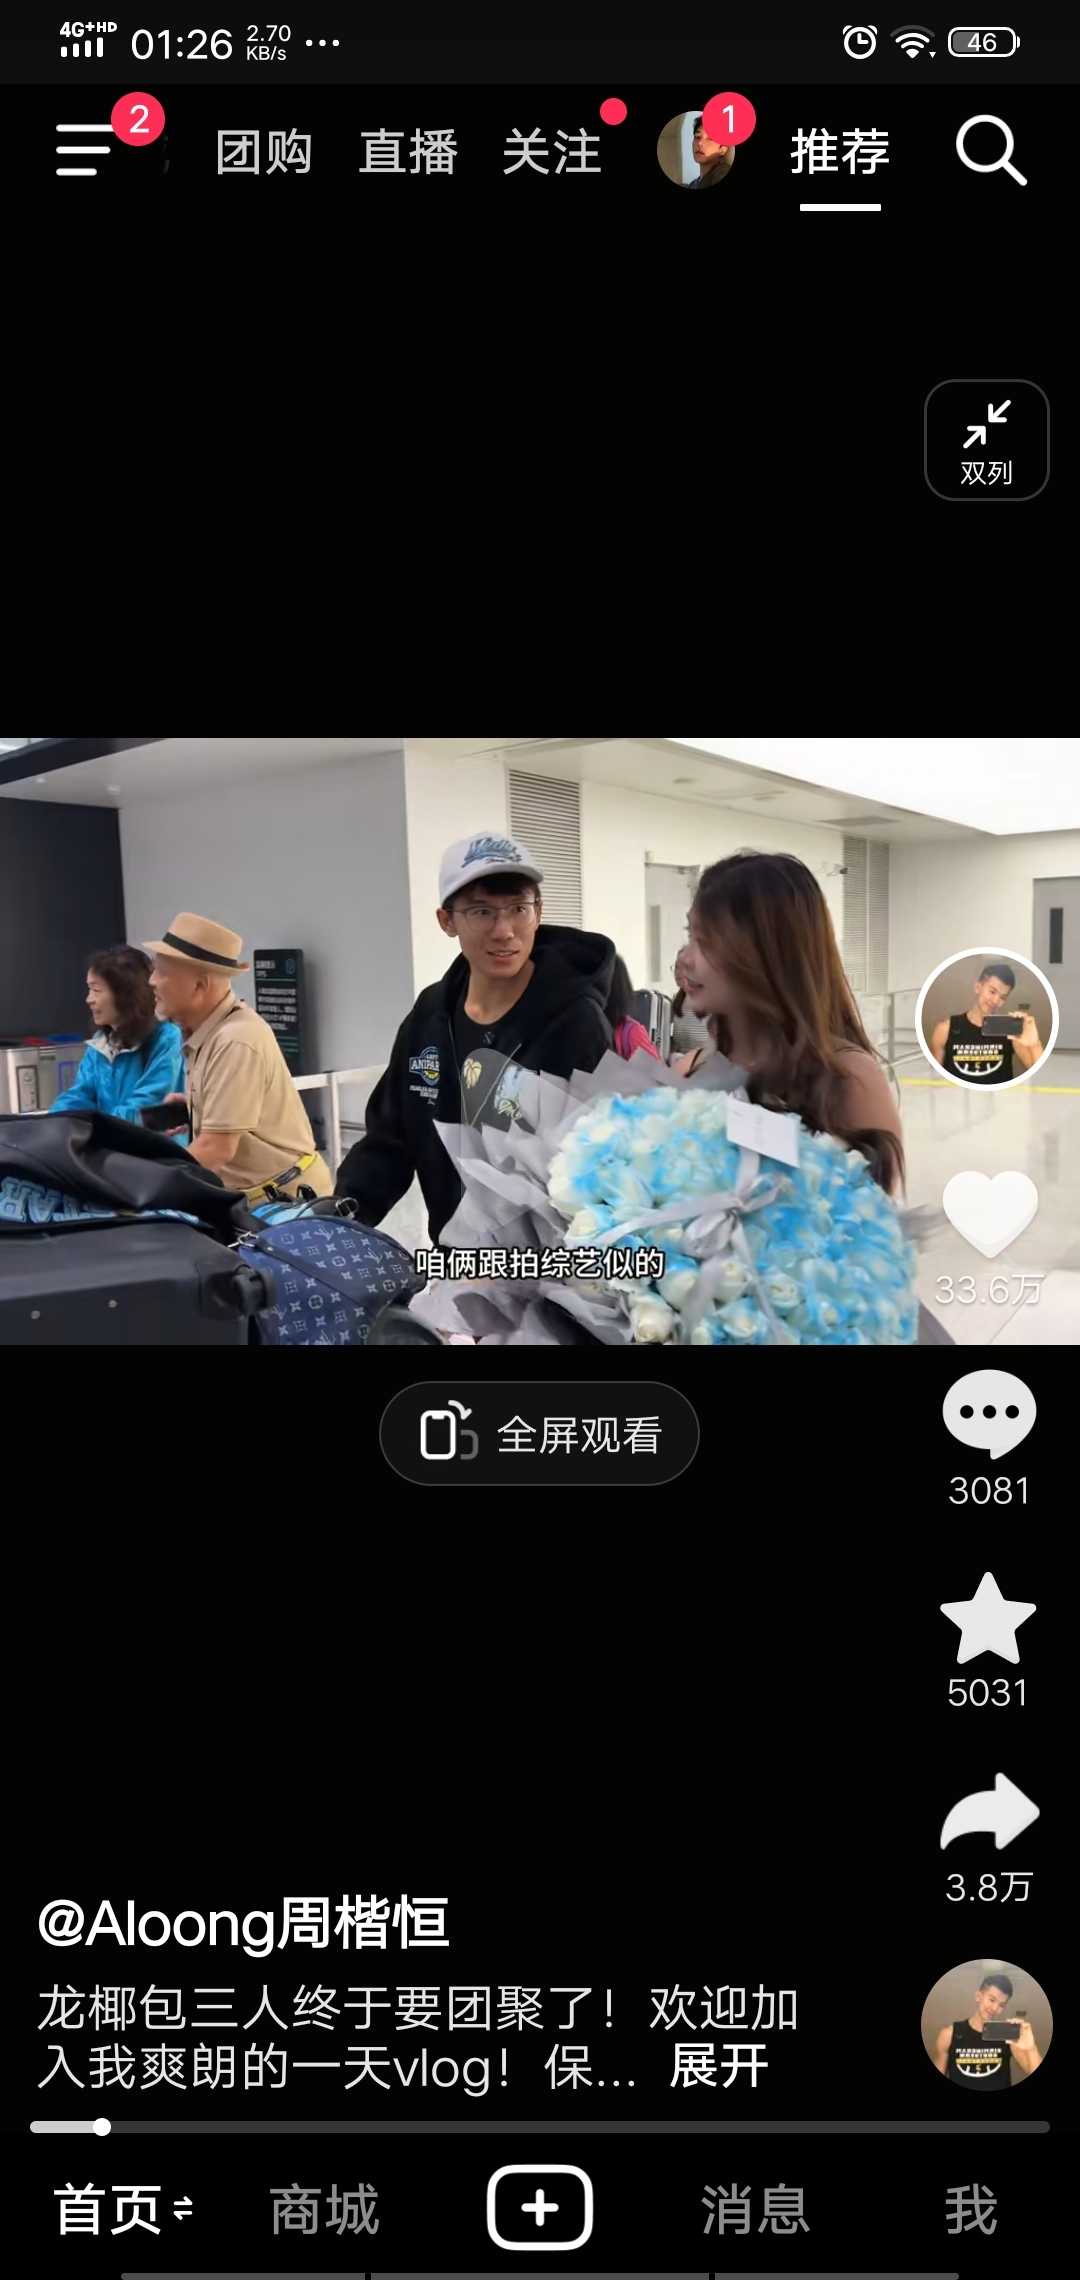 4G+HD
01:26
2.70
KB/s
46
2
团购
直播
关注
1
推荐
双列
ANIPAR
咱俩跟拍综艺似的
33.6万
全屏观看
3081
5031
3.8万
@Aloong周楷恒
龙椰包三人终于要团聚了！欢迎加
入我爽朗的一天vlog！保... 展开
首页
商城
消息
我